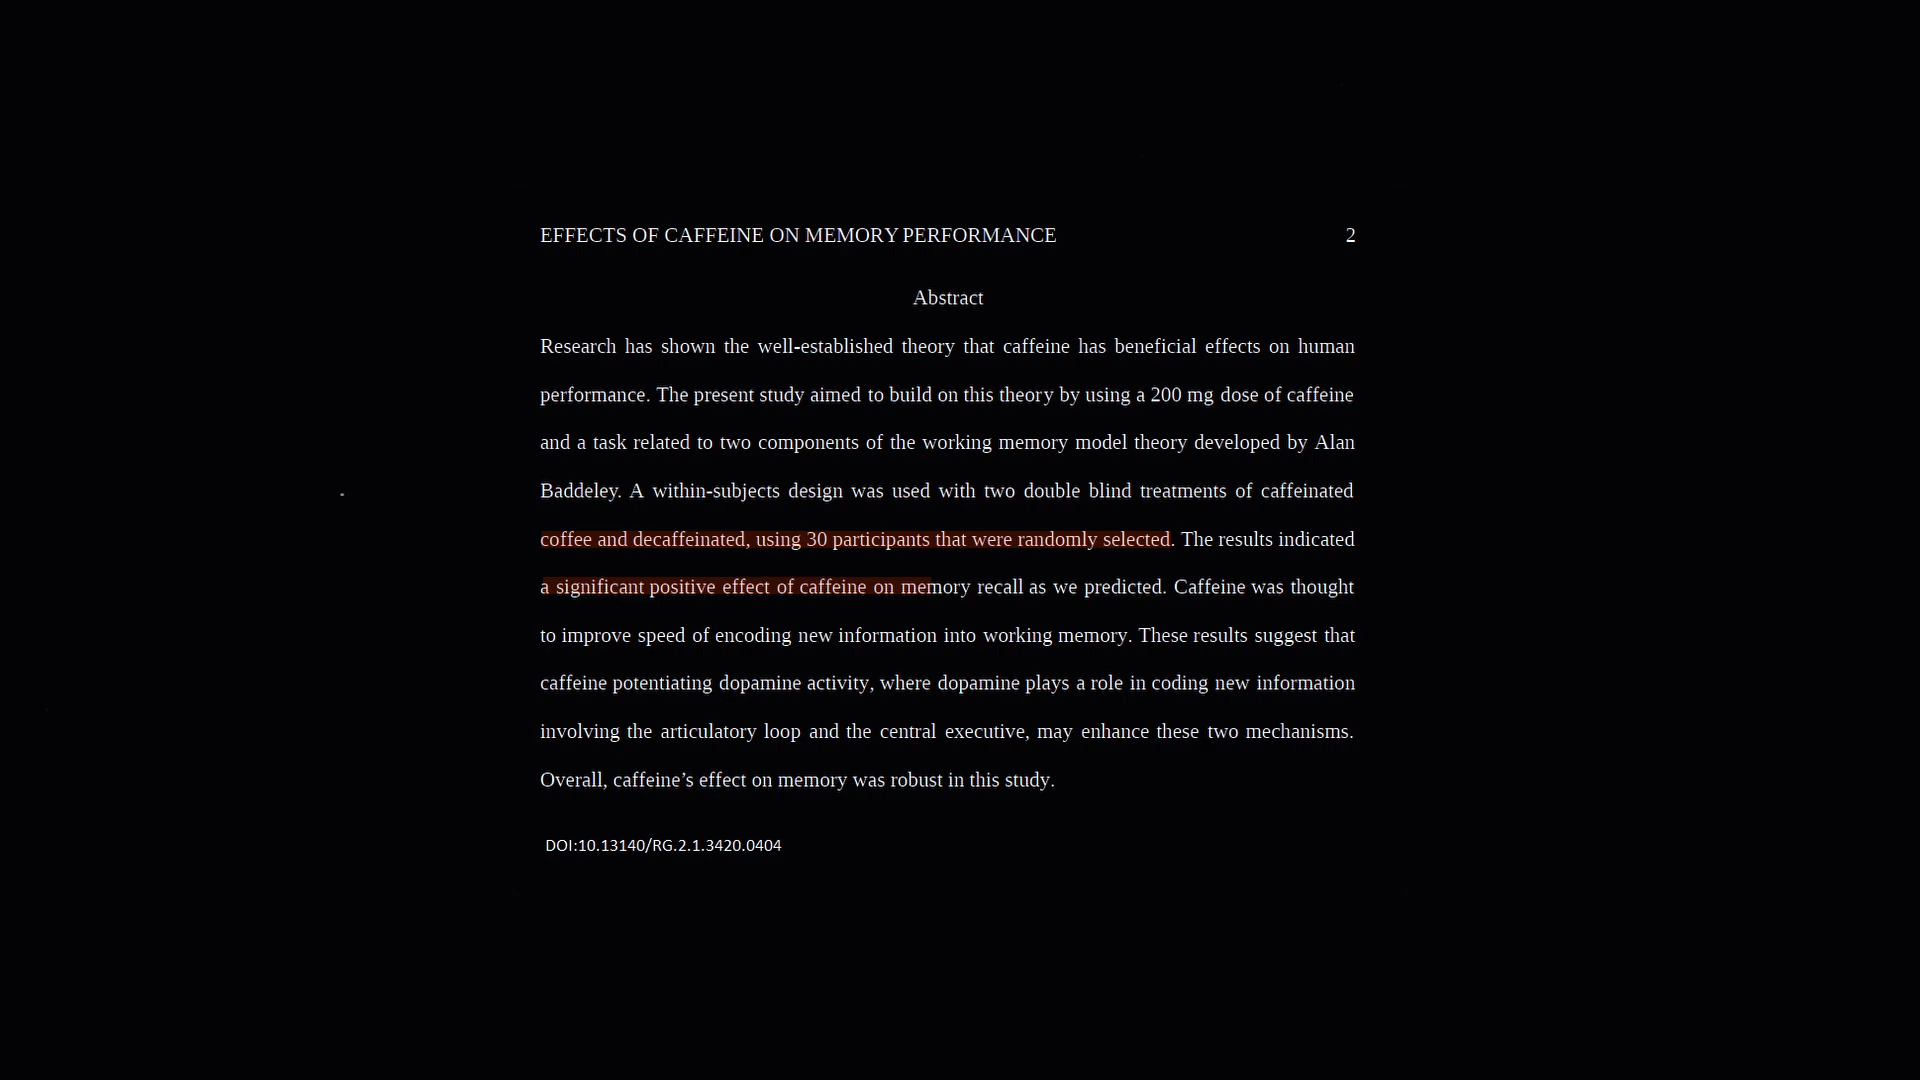 EFFECTS OF CAFFEINE ON MEMORY PERFORMANCE 2
Abstract
Research has shown the well-established theory that caffeine has beneficial effects on human
performance. The present study aimed to build on this theory by using a 200 mg dose of caffeine
and a task related to two components of the working memory model theory developed by Alan
Baddeley. A within-subjects design was used with two double blind treatments of caffeinated
coffee and decaffeinated, using 30 participants that were randomly selected. The results indicated
a significant positive effect of caffeine on memory recall as we predicted. Caffeine was thought
to improve speed of encoding new information into working memory. These results suggest that
caffeine potentiating dopamine activity, where dopamine plays a role in coding new information
involving the articulatory loop and the central executive, may enhance these two mechanisms.
Overall, caffeine’s effect on memory was robust in this study.
DOI:10.13140/RG.2.1.3420.0404